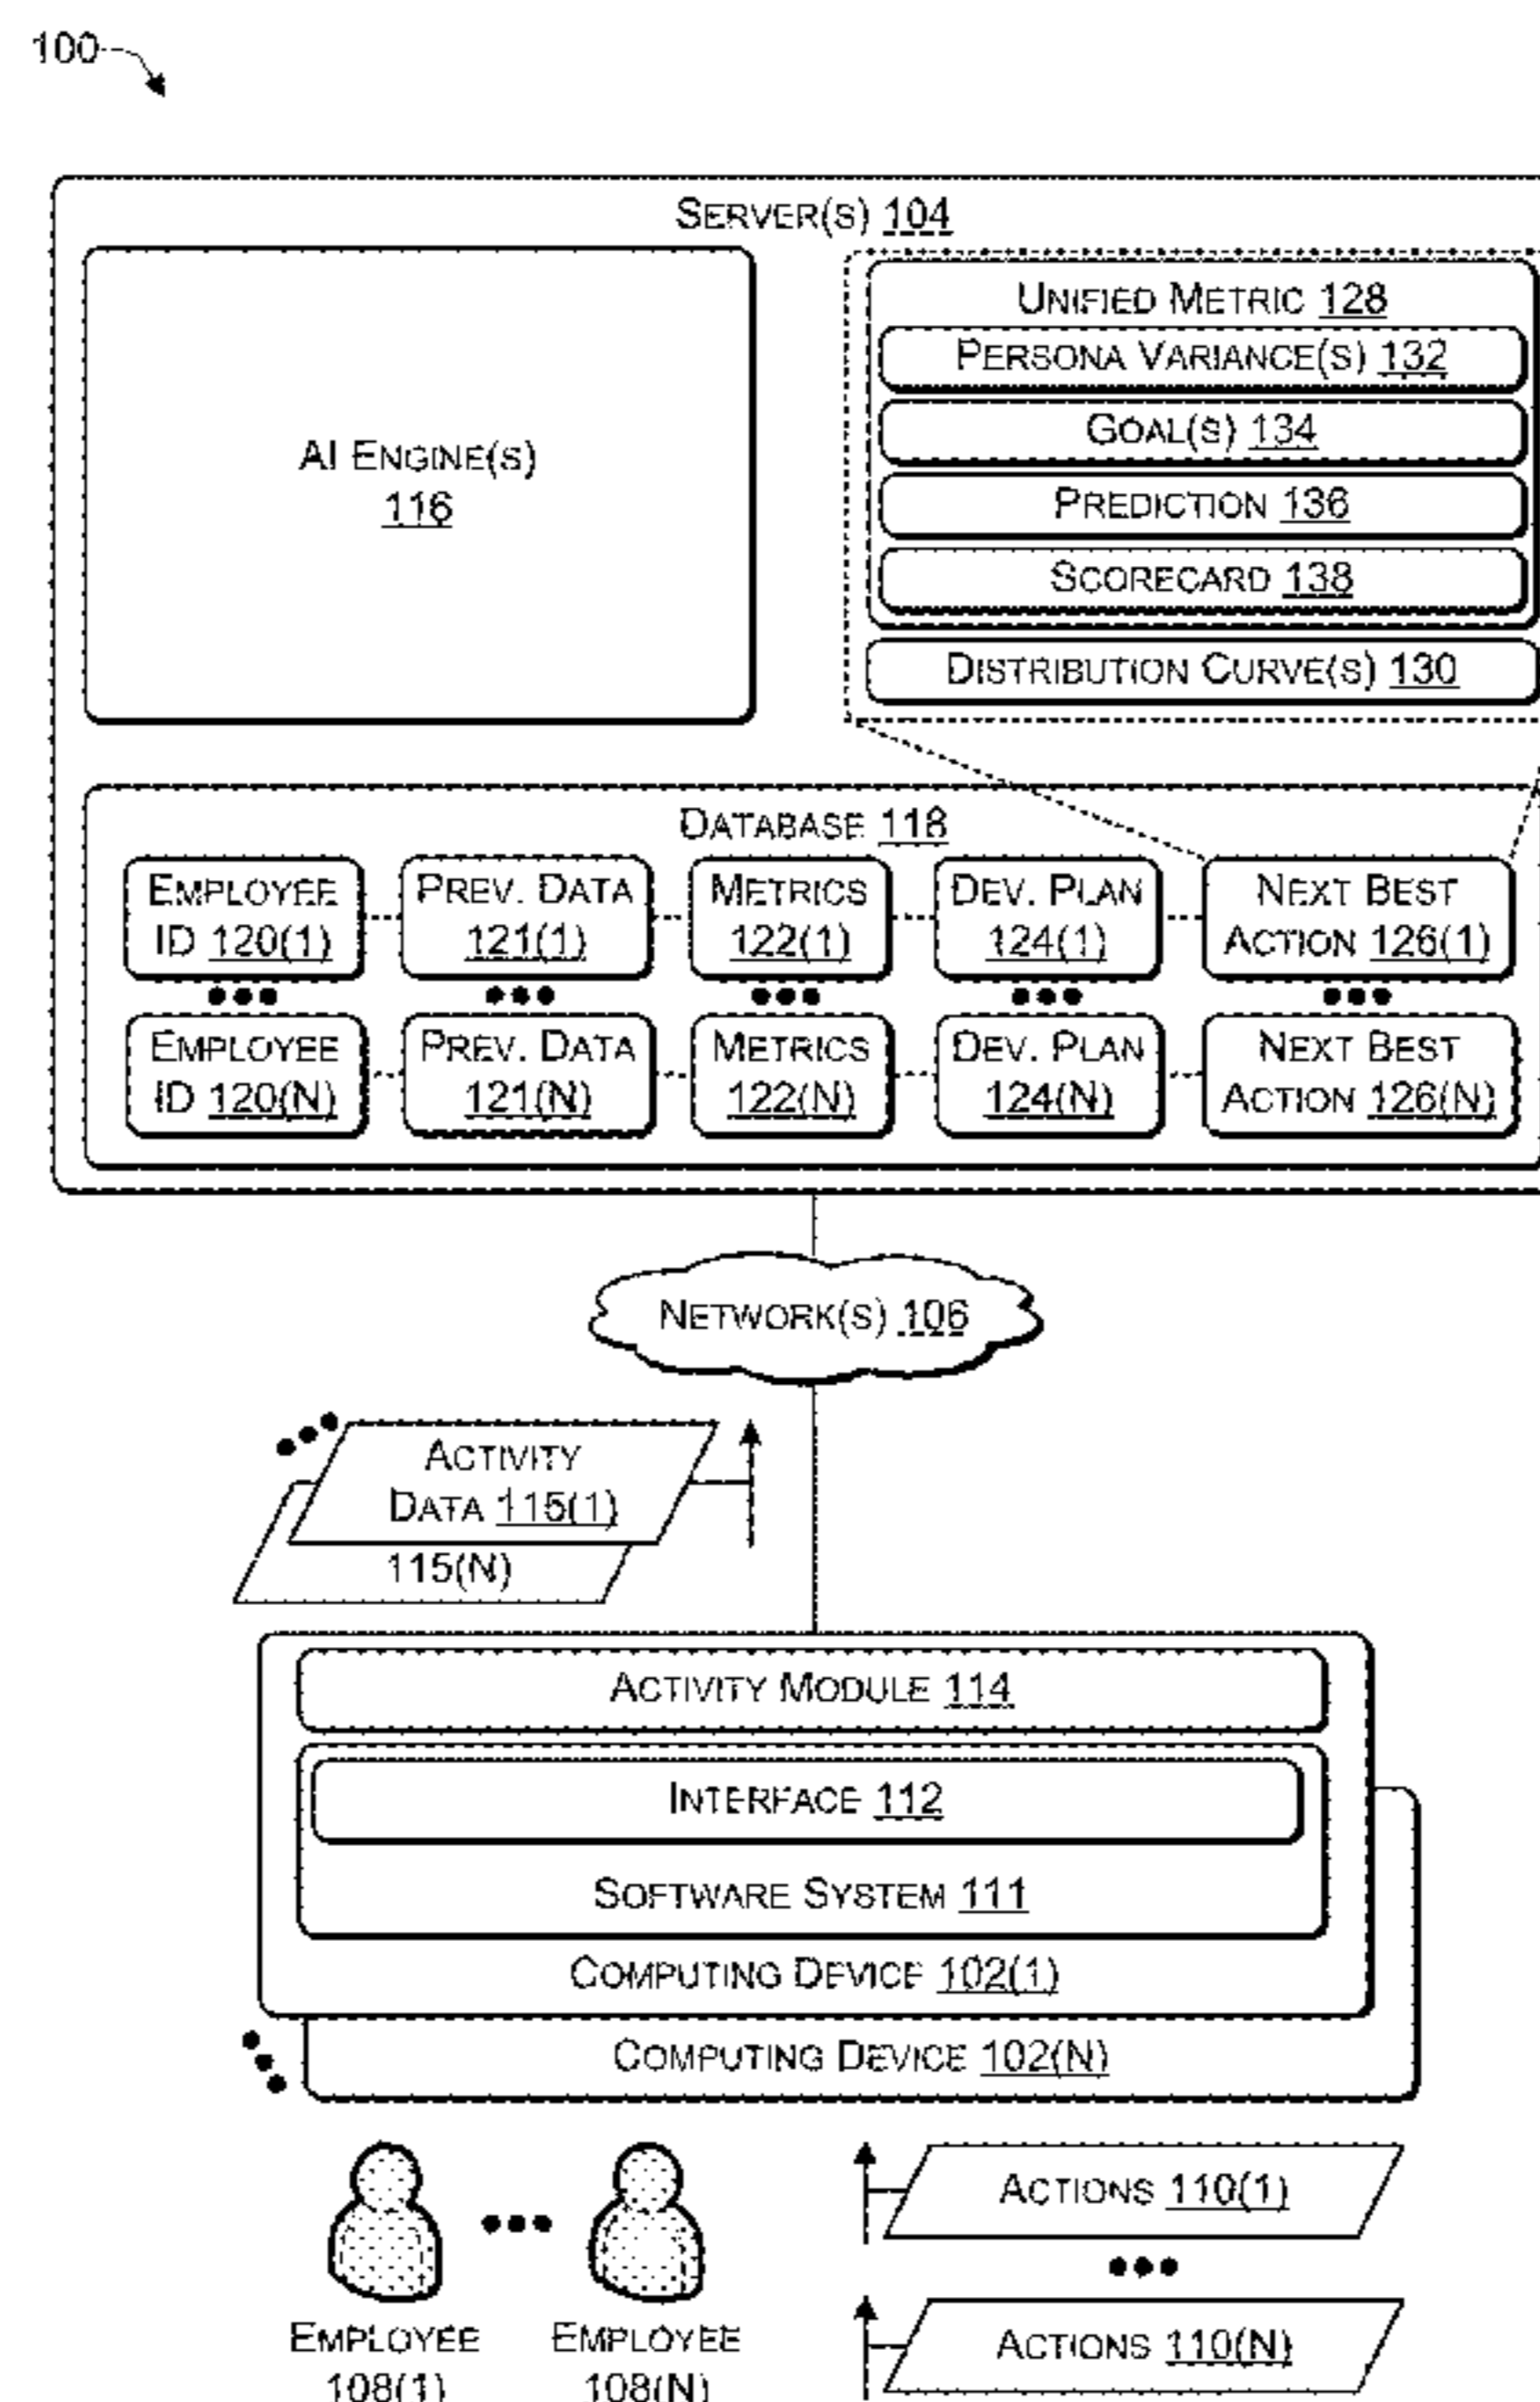 100
SERVER(S) 104
AI ENGINE(S)
116
UNIFIED METRIC 128
PERSONA VARIANCE(S) 132
GOAL(S) 134
PREDICTION 136
SCORECARD 138
DISTRIBUTION CURVE(S) 130
DATABASE 118
EMPLOYEE
ID 120(1)
PREV. DATA
121(1)
METRICS
122(1)
DEV. PLAN
124(1)
NEXT BEST
ACTION 126(1)
EMPLOYEE
ID 120(N)
PREV. DATA
121(N)
METRICS
122(N)
DEV. PLAN
124(N)
NEXT BEST
ACTION 126(N)
NETWORK(S) 106
ACTIVITY
DATA 115(1)
115(N)
ACTIVITY MODULE 114
INTERFACE 112
SOFTWARE SYSTEM 111
COMPUTING DEVICE 102(1)
COMPUTING DEVICE 102(N)
ACTIONS 110(1)
ACTIONS 110(N)
EMPLOYEE
108(1)
EMPLOYEE
108(N)